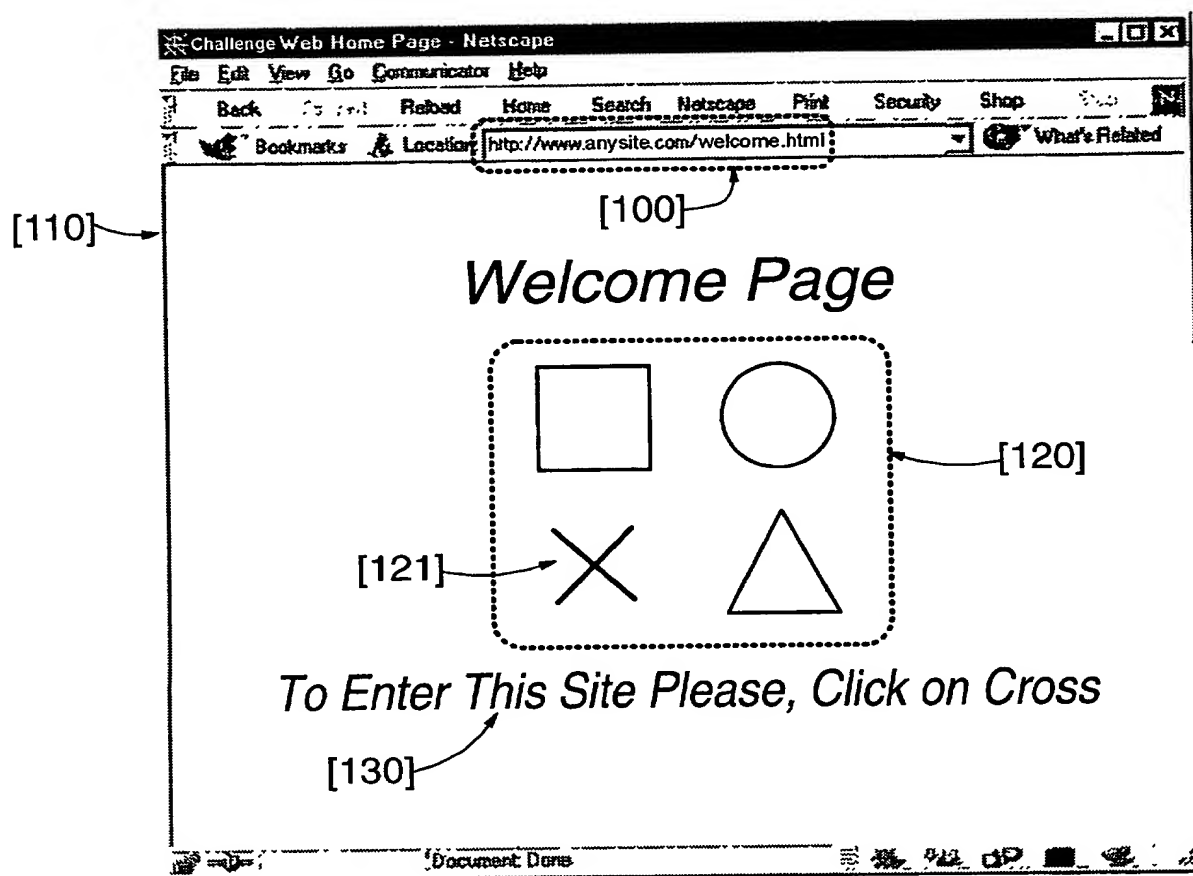 Challenge Web Home Page - Netscape
File Edit View Go Communicator Help
Back Reload Home Search Netscape Print Security Shop
Bookmarks Location http://www.anysite.com/welcome.html What's Related
[100]
[110]
Welcome Page
[120]
[121]
To Enter This Site Please, Click on Cross
[130]
Document: Done